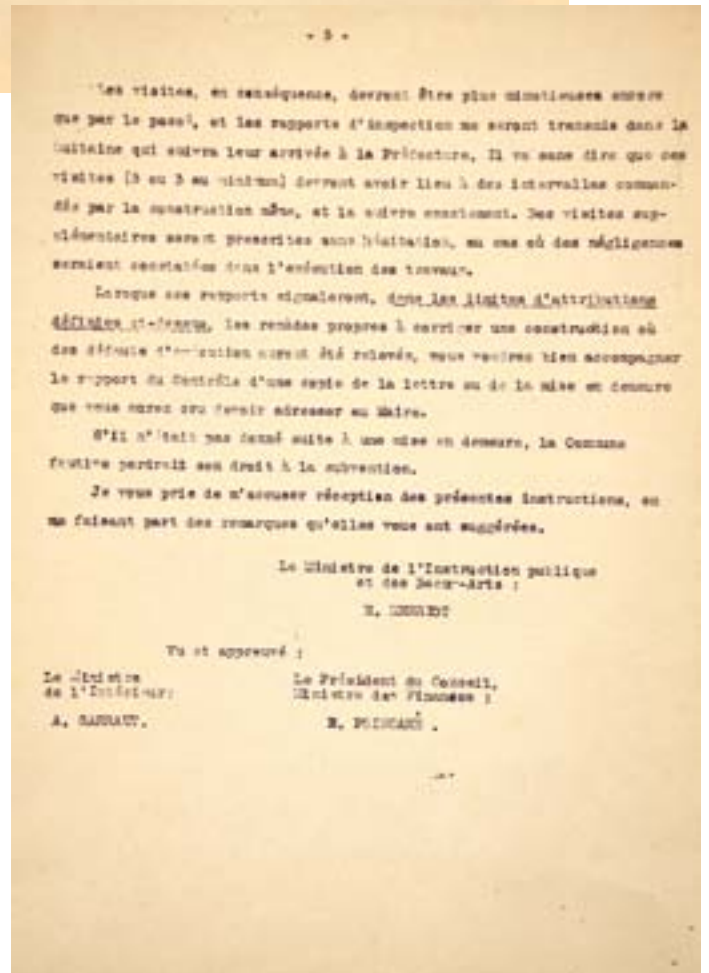 Les visites, en conséquence, devront être plus minutieuses encore
que par le passé, et les rapports d'inspection me seront transmis dans la
huitaine qui suivra leur arrivée à la Préfecture, Il va sans dire que ces
visites ( ou 3 au minimum) devront avoir lieu à des intervalles comman-
dés par la construction même, et la suivre exactement. Des visites sup-
plémentaires seront prescrites sans hésitation, au cas où des négligences
seraient constatées dans l'exécution des travaux.
Lorsque ces rapports signaleront, dans les limites d'attributions
définies ci-dessus, les remèdes propres à corriger une construction où
des défauts d'exécution auront été relevés, vous voudrez bien accompagner
le rapport du Contrôle d'une copie de la lettre ou de la mise en demeure
que vous aurez cru devoir adresser au Maire.
S'il n'était pas donné suite à une mise en demeure, la Commune
fautive perdrait son droit à la subvention.
Je vous prie de m'accuser réception des présentes instructions, en
me faisant part des remarques qu'elles vous ont suggérées.
Le Ministre de l'Instruction publique
et des Beaux-Arts :
E. HERRIOT
Vu et approuvé :
Le Ministre
de l'Intérieur:
A. SARRAUT.
Le Président du Conseil,
Ministre des Finances :
R. POINCARÉ .